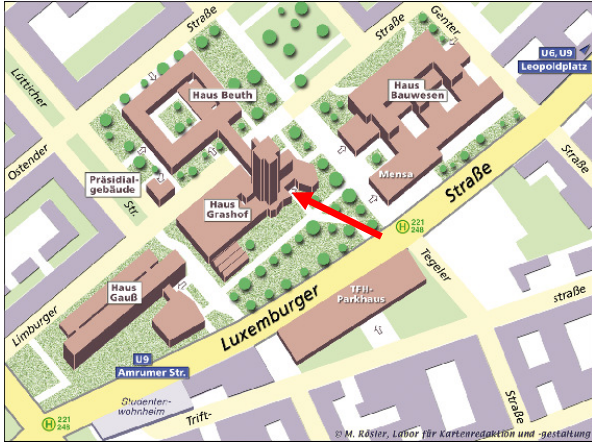 Straße
Genter
Straße
U6, U9
Leopoldplatz
Lütticher
Haus
Bauwesen
Haus Beuth
Ostender
Präsidial-
gebäude
Mensa
Straße
Haus
Grashof
Str.
H 221
248
Tegeler
Haus
Gauß
TFH-
Parkhaus
straße
Limburger
Luxemburger
U9
Amrumer Str.
Studenten-
wohnheim
Straße
H 221
248
Trift-
© M. Rösler, Labor für Kartenredaktion und -gestaltung